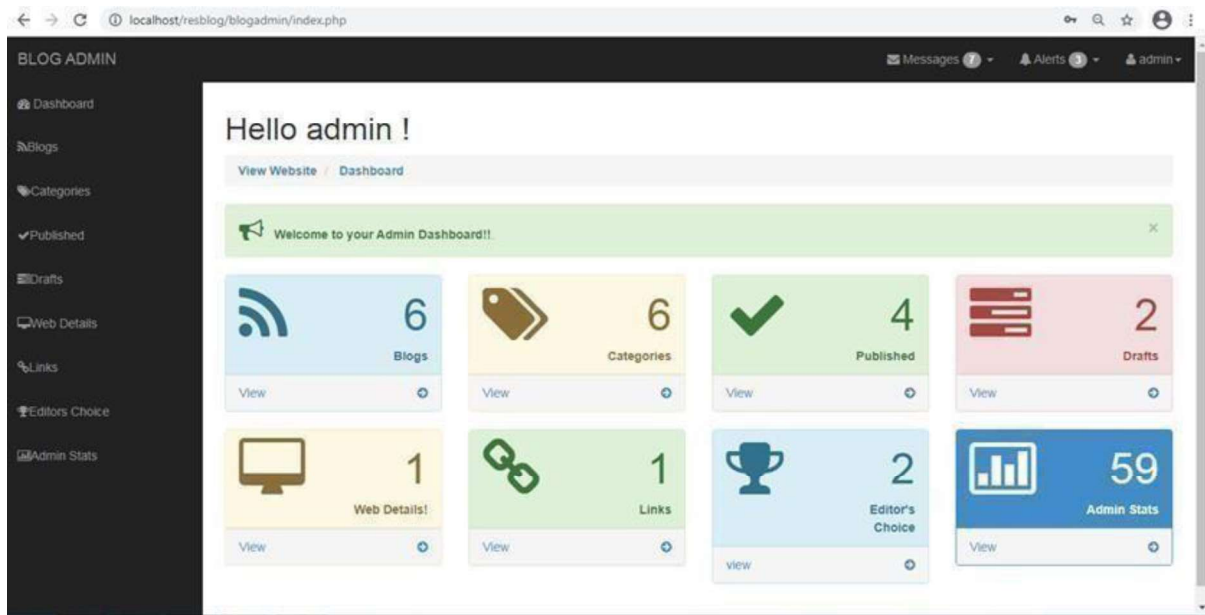 localhost/resblog/blogadmin/index.php
BLOG ADMIN
Messages 7
Alerts 3
admin
Dashboard
Blogs
Categories
Published
Drafts
Web Details
Links
Editors Choice
Admin Stats
Hello admin !
View Website / Dashboard
Welcome to your Admin Dashboard!!
×
6
Blogs
View
6
Categories
View
4
Published
View
2
Drafts
View
1
Web Details!
View
1
Links
View
2
Editor's
Choice
view
59
Admin Stats
View